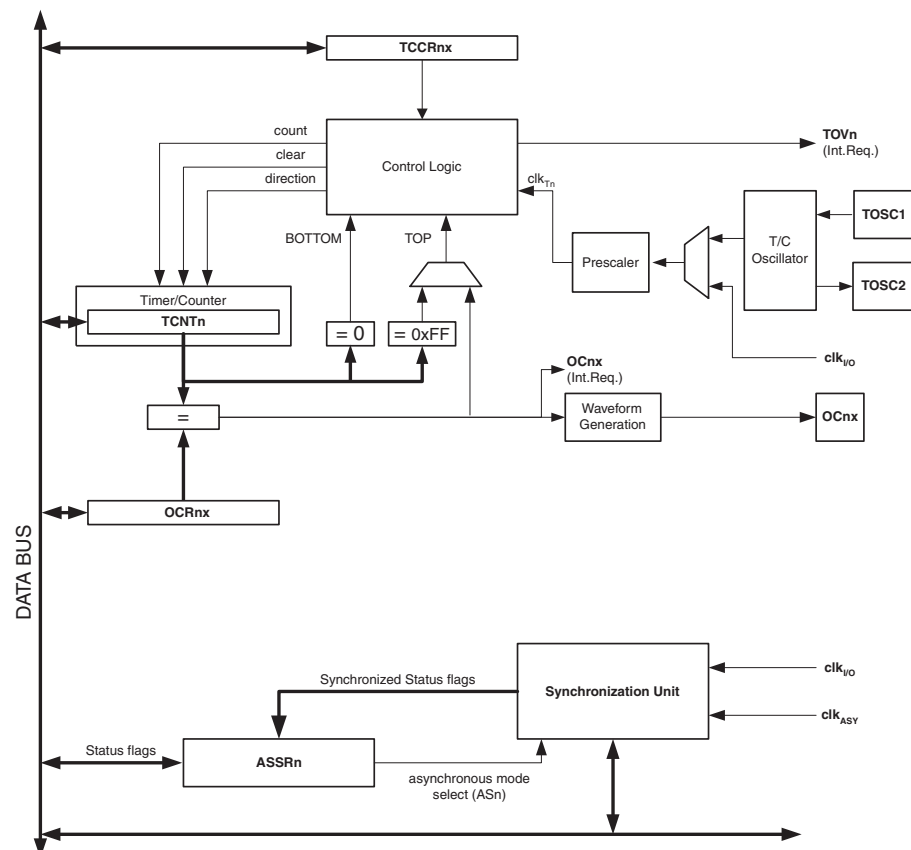 TCCRnx
count
clear
direction
Control Logic
TOVn
(Int.Req.)
clkTn
BOTTOM
TOP
TOSC1
T/C
Oscillator
Prescaler
TOSC2
Timer/Counter
TCNTn
= 0
= 0xFF
clkI/O
OCnx
(Int.Req.)
=
Waveform
Generation
OCnx
OCRnx
DATA BUS
Synchronized Status flags
Synchronization Unit
clkI/O
clkASY
Status flags
ASSRn
asynchronous mode
select (ASn)